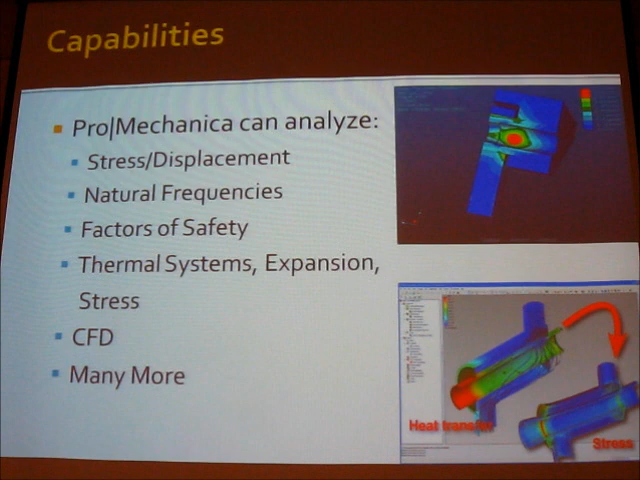 Capabilities
Pro|Mechanica can analyze:
Stress/Displacement
Natural Frequencies
Factors of Safety
Thermal Systems, Expansion,
Stress
CFD
Many More
Heat transfer
Stress